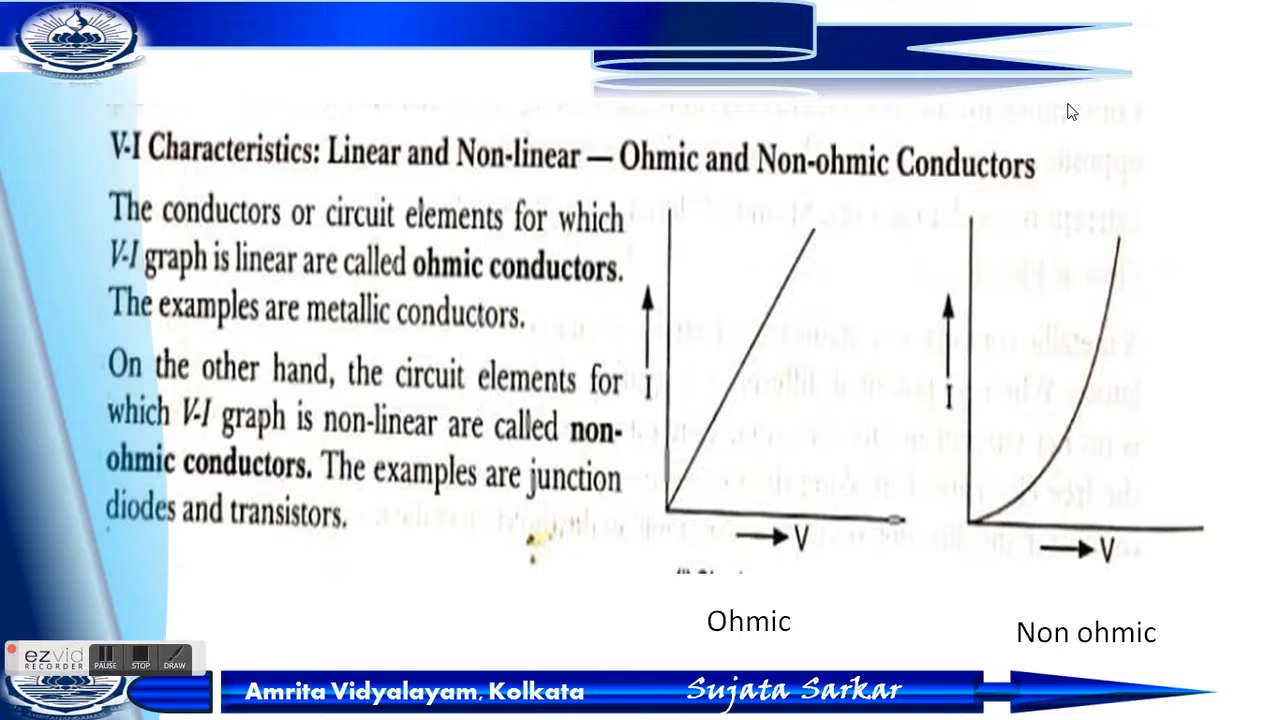 V-I Characteristics: Linear and Non-linear — Ohmic and Non-ohmic Conductors
The conductors or circuit elements for which
V-I graph is linear are called ohmic conductors.
The examples are metallic conductors.
On the other hand, the circuit elements for
which V-I graph is non-linear are called non-
ohmic conductors. The examples are junction
diodes and transistors.
I
V
I
V
Ohmic
Non ohmic
ezvid
RECORDER
PAUSE
STOP
DRAW
Amrita Vidyalayam, Kolkata
Sujata Sarkar